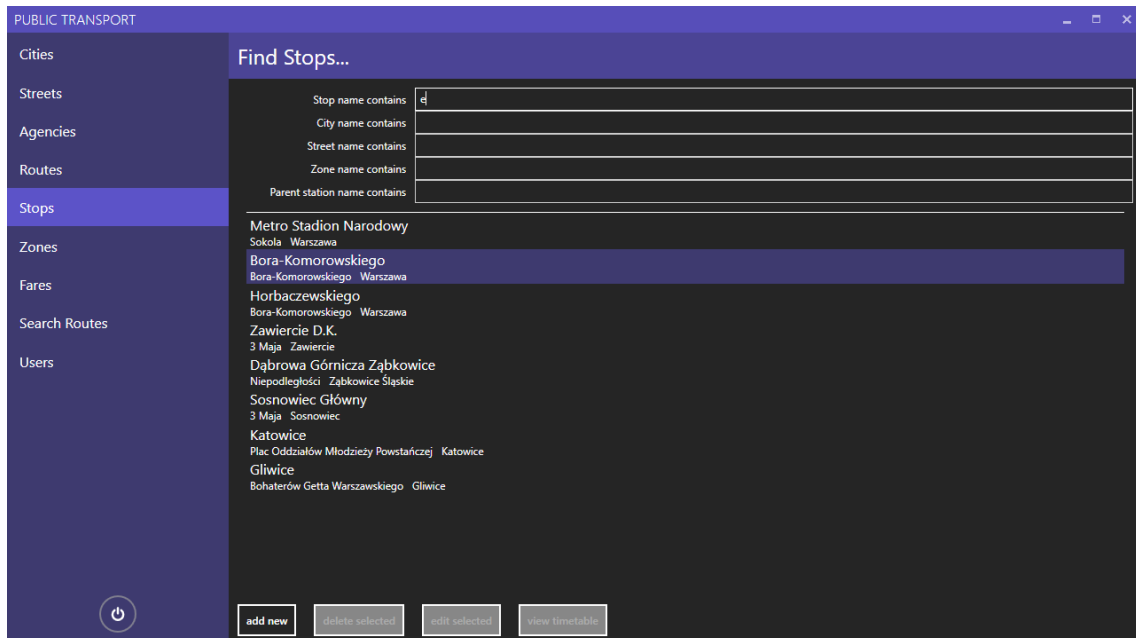 PUBLIC TRANSPORT
Cities
Streets
Agencies
Routes
Stops
Zones
Fares
Search Routes
Users
Find Stops...
Stop name contains e
City name contains
Street name contains
Zone name contains
Parent station name contains
Metro Stadion Narodowy
Sokola Warszawa
Bora-Komorowskiego
Bora-Komorowskiego Warszawa
Horbaczewskiego
Bora-Komorowskiego Warszawa
Zawiercie D.K.
3 Maja Zawiercie
Dąbrowa Górnicza Ząbkowice
Niepodległości Ząbkowice Śląskie
Sosnowiec Główny
3 Maja Sosnowiec
Katowice
Plac Oddziałów Młodzieży Powstańczej Katowice
Gliwice
Bohaterów Getta Warszawskiego Gliwice
add new delete selected edit selected view timetable